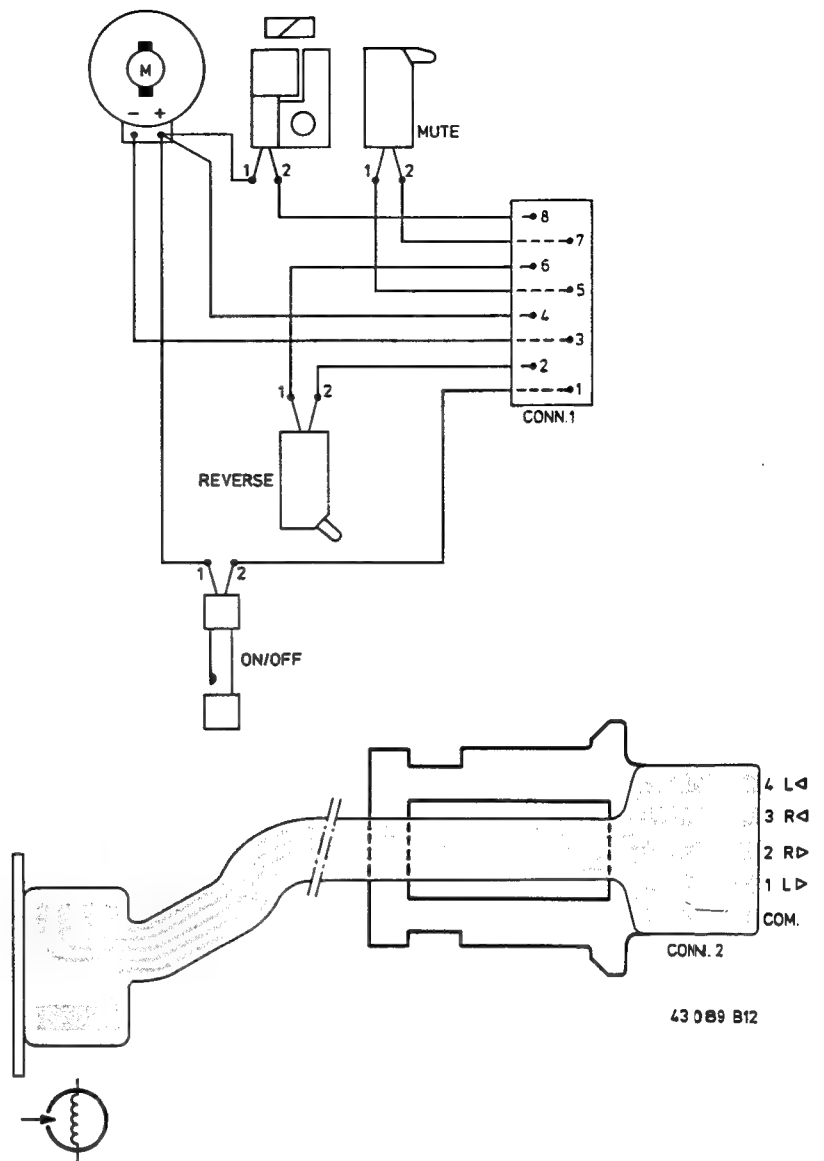 M
- +
MUTE
1 2
1 2
8
7
6
5
4
3
2
1
CONN.1
1 2
REVERSE
1 2
ON/OFF
4 L◁
3 R◁
2 R▷
1 L▷
COM.
CONN. 2
43 089 B12